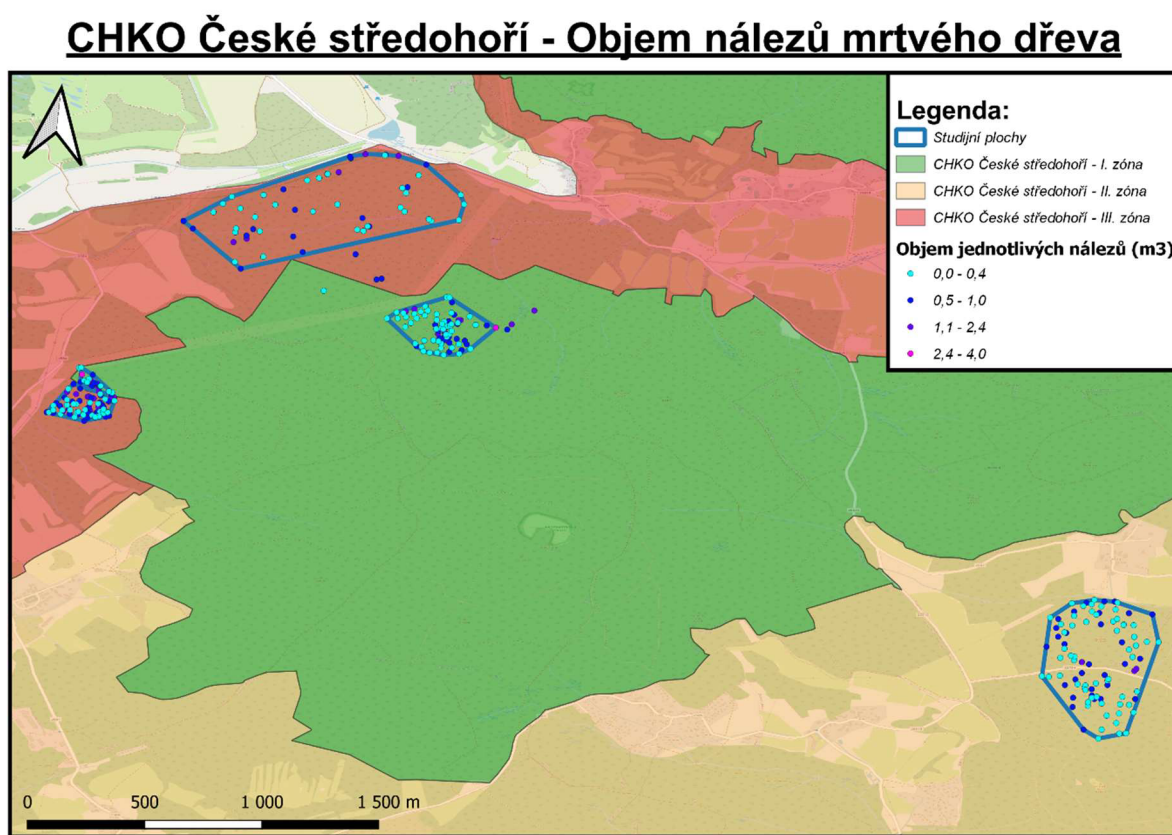 CHKO České středohoří - Objem nálezů mrtvého dřeva
Legenda:
Studijní plochy
CHKO České středohoří - I. zóna
CHKO České středohoří - II. zóna
CHKO České středohoří - III. zóna
Objem jednotlivých nálezů (m3)
0,0 - 0,4
0,5 - 1,0
1,1 - 2,4
2,4 - 4,0
0 500 1 000 1 500 m